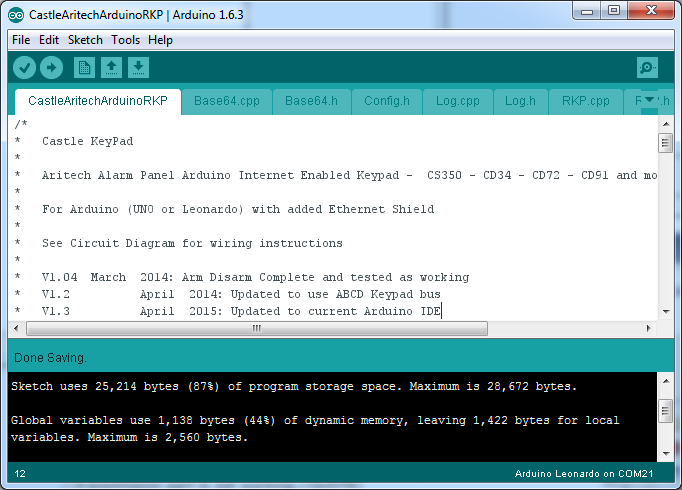 CastleAritechArduinoRKP | Arduino 1.6.3
File Edit Sketch Tools Help
CastleAritechArduinoRKP Base64.cpp Base64.h Config.h Log.cpp Log.h RKP.cpp
/*
* Castle KeyPad
*
* Aritech Alarm Panel Arduino Internet Enabled Keypad - CS350 - CD34 - CD72 - CD91 and mo
*
* For Arduino (UNO or Leonardo) with added Ethernet Shield
*
* See Circuit Diagram for wiring instructions
*
* V1.04 March 2014: Arm Disarm Complete and tested as working
* V1.2 April 2014: Updated to use ABCD Keypad bus
* V1.3 April 2015: Updated to current Arduino IDE
Done Saving.
Sketch uses 25,214 bytes (87%) of program storage space. Maximum is 28,672 bytes.
Global variables use 1,138 bytes (44%) of dynamic memory, leaving 1,422 bytes for local
variables. Maximum is 2,560 bytes.
12 Arduino Leonardo on COM21